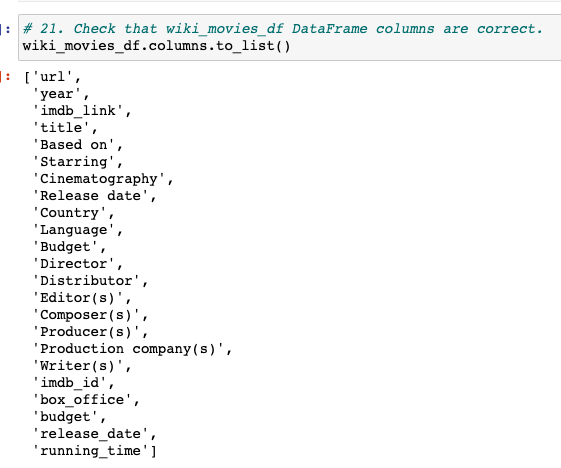 ]: # 21. Check that wiki_movies_df DataFrame columns are correct.
wiki_movies_df.columns.to_list()
]: ['url',
'year',
'imdb_link',
'title',
'Based on',
'Starring',
'Cinematography',
'Release date',
'Country',
'Language',
'Budget',
'Director',
'Distributor',
'Editor(s)',
'Composer(s)',
'Producer(s)',
'Production company(s)',
'Writer(s)',
'imdb_id',
'box_office',
'budget',
'release_date',
'running_time']